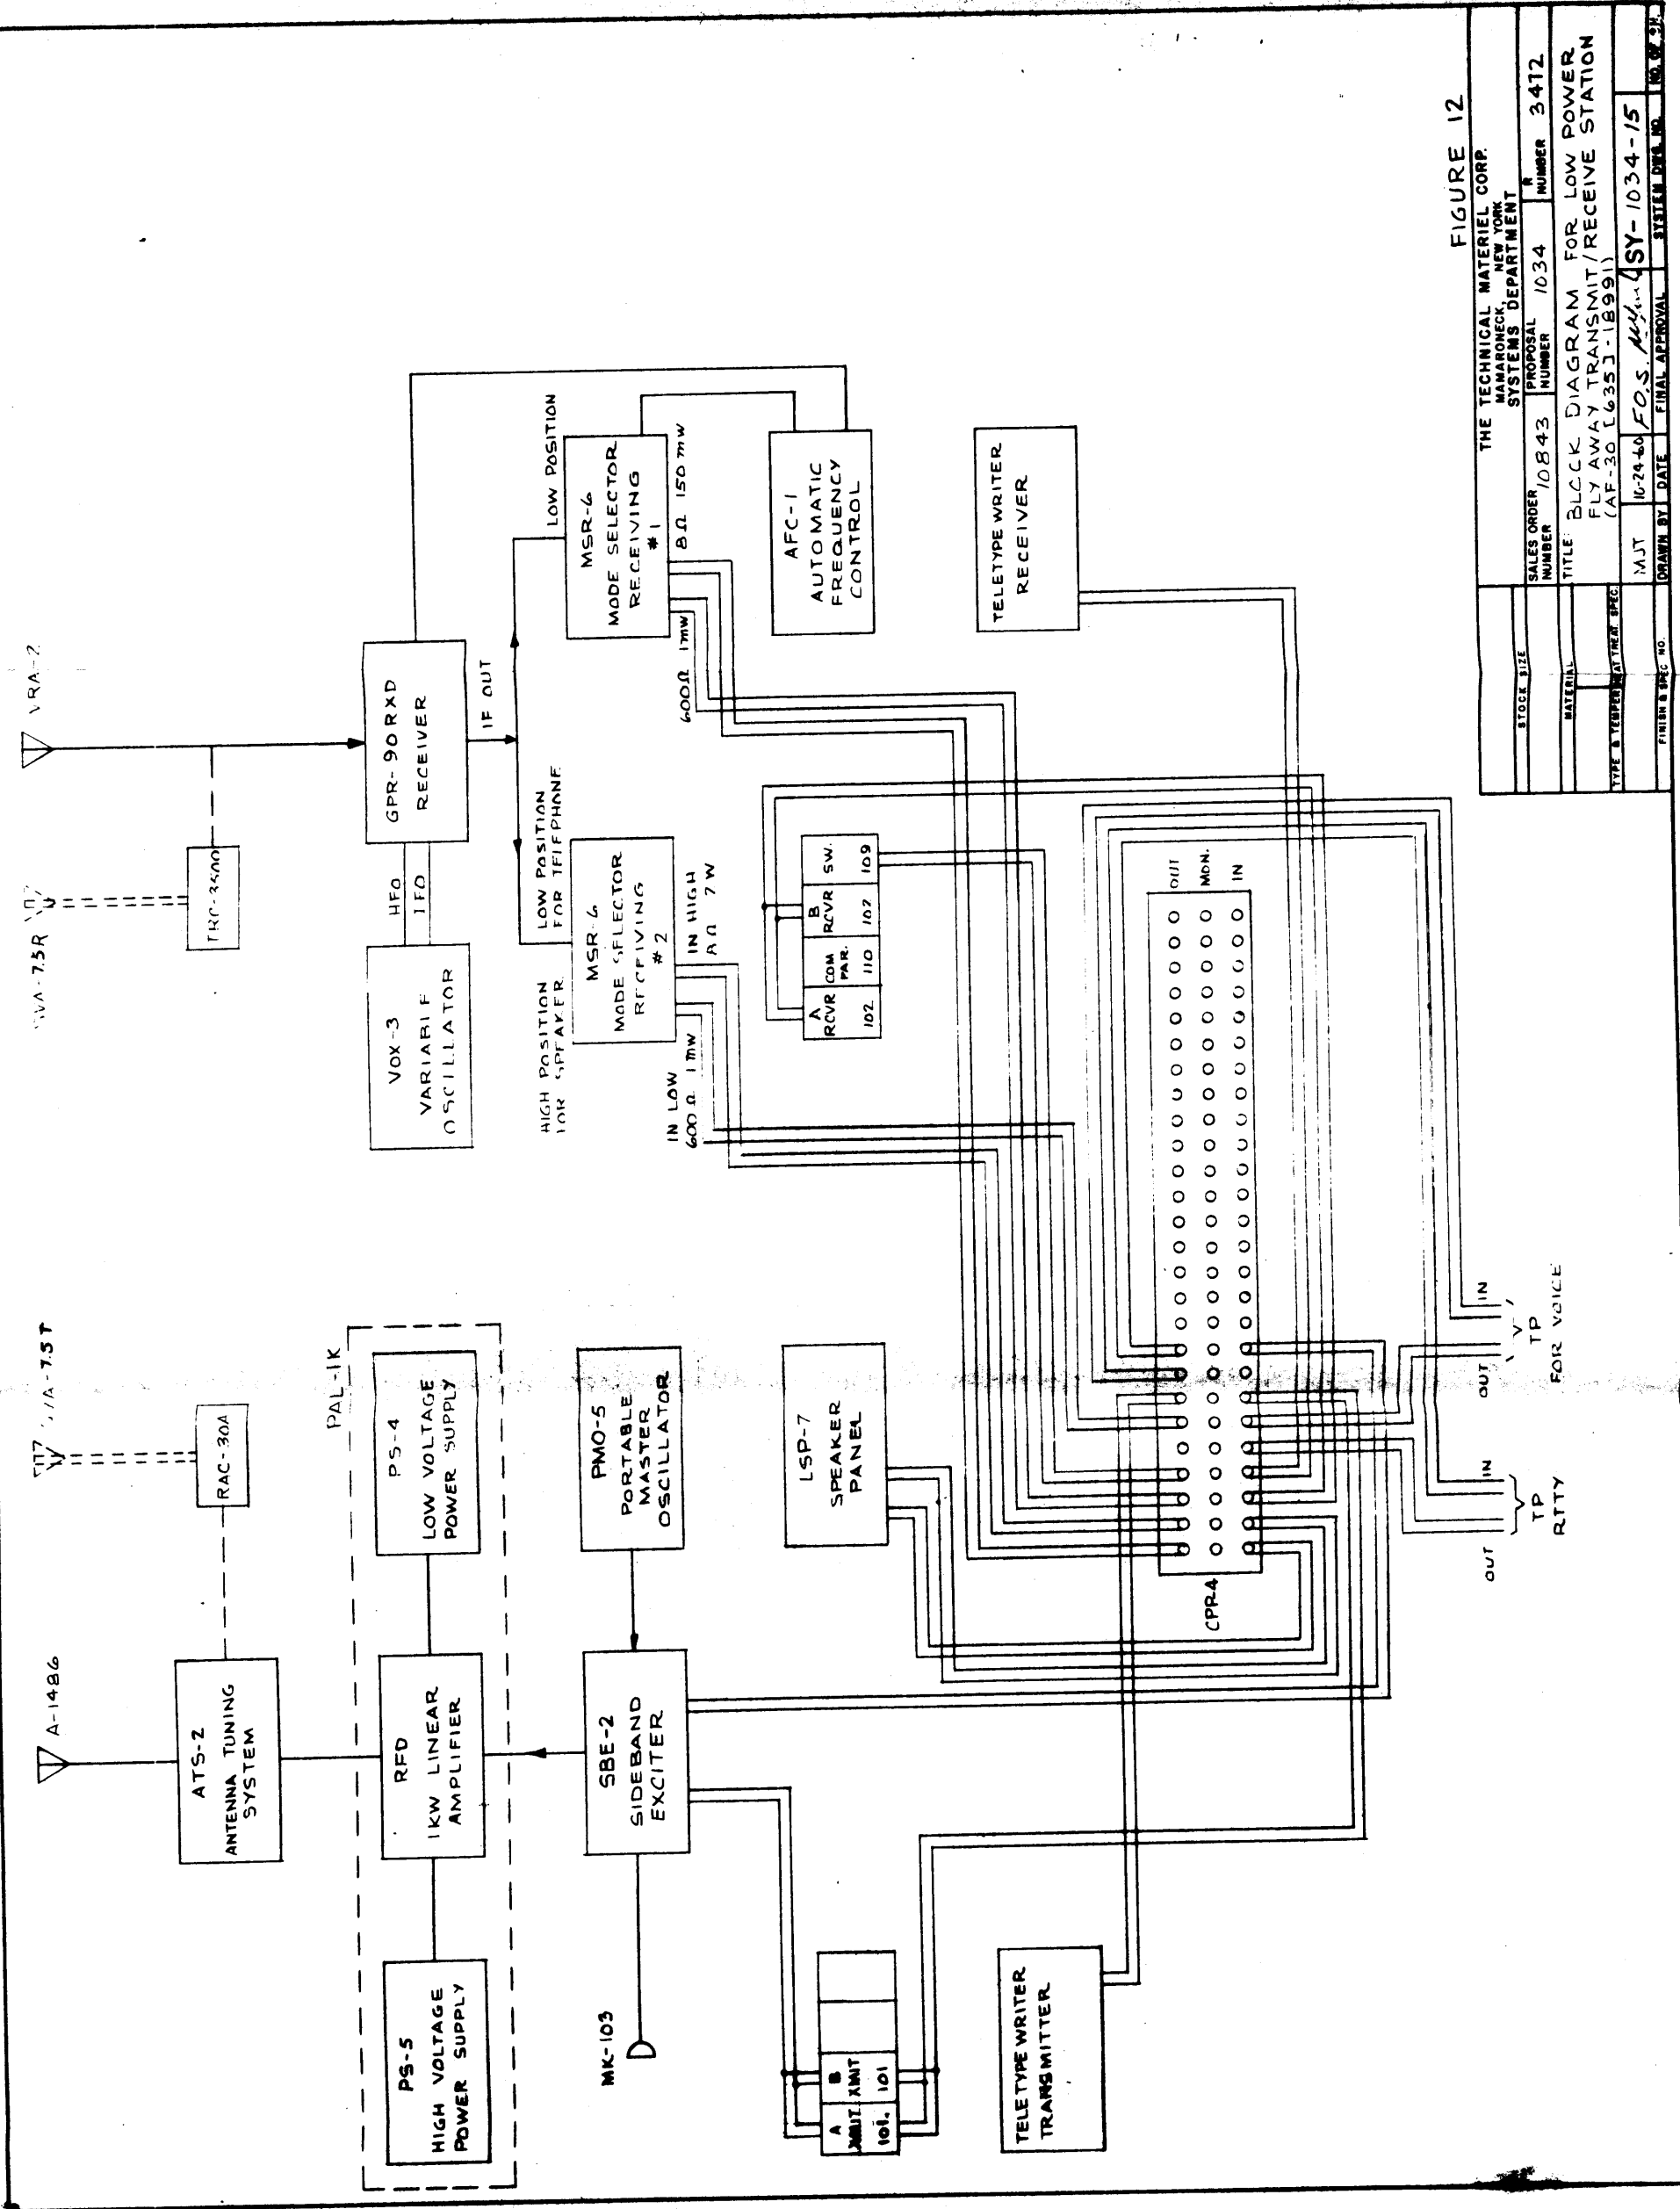 A-1486
RAC-30A
VRA-2
ATS-2
ANTENNA TUNING
SYSTEM
PAL-1K
PS-5
HIGH VOLTAGE
POWER SUPPLY
RFD
1KW LINEAR
AMPLIFIER
PS-4
LOW VOLTAGE
POWER SUPPLY
VOX-3
VARIABLE
OSCILLATOR
HFO
IFO
GPR-90RXD
RECEIVER
IF OUT
MK-103
SBE-2
SIDEBAND
EXCITER
PMO-5
PORTABLE
MASTER
OSCILLATOR
HIGH POSITION
FOR SPEAKER
LOW POSITION
FOR TELEPHONE
LOW POSITION
MSR-6
MODE SELECTOR
RECEIVING
#2
MSR-6
MODE SELECTOR
RECEIVING
#1
IN LOW
600Ω 1MW
IN HIGH
8Ω 7W
600Ω 1MW
8Ω 150MW
A
XMIT.
101.
B
XMIT
101
LSP-7
SPEAKER
PANEL
A
RCVR
102
COM
PAR.
110
B
RCVR
107
SW.
109
AFC-1
AUTOMATIC
FREQUENCY
CONTROL
TELETYPE WRITER
TRANSMITTER
TELETYPE WRITER
RECEIVER
CPR4
OUT
MON.
IN
OUT
IN
TP
RTTY
OUT
IN
TP
FOR VOICE
FIGURE 12
THE TECHNICAL MATERIEL CORP.
MAMARONECK, NEW YORK
SYSTEMS DEPARTMENT
STOCK SIZE
SALES ORDER NUMBER 10843
PROPOSAL NUMBER 1034
R NUMBER 3472
MATERIAL
TITLE: BLOCK DIAGRAM FOR LOW POWER
FLY AWAY TRANSMIT/RECEIVE STATION
(AF-30[635]-18991)
TYPE & TEMPER
HEAT TREAT. SPEC.
MJT
10-24-60
SY-1034-15
FINISH & SPEC NO.
DRAWN BY
DATE
FINAL APPROVAL
SYSTEM DWG. NO.